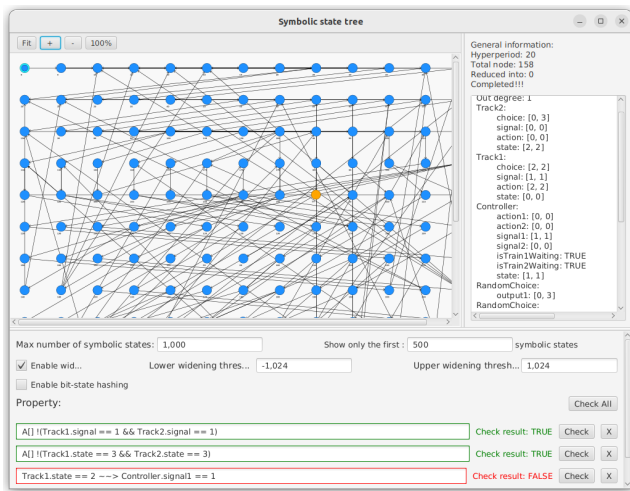 Symbolic state tree
Fit + - 100%
General information:
Hyperperiod: 20
Total node: 158
Reduced into: 0
Completed!!!
Out degree: 1
Track2:
choice: [0, 3]
signal: [0, 0]
action: [0, 0]
state: [2, 2]
Track1:
choice: [2, 2]
signal: [1, 1]
action: [2, 2]
state: [0, 0]
Controller:
action1: [0, 0]
action2: [0, 0]
signal1: [1, 1]
signal2: [0, 0]
isTrain1Waiting: TRUE
isTrain2Waiting: TRUE
state: [1, 1]
RandomChoice:
output1: [0, 3]
RandomChoice:
Max number of symbolic states: 1,000 Show only the first : 500 symbolic states
Enable wid... Lower widening thres... -1,024 Upper widening thresh... 1,024
Enable bit-state hashing
Property: Check All
A[] !(Track1.signal == 1 && Track2.signal == 1) Check result: TRUE Check X
A[] !(Track1.state == 3 && Track2.state == 3) Check result: TRUE Check X
Track1.state == 2 ~~> Controller.signal1 == 1 Check result: FALSE Check X